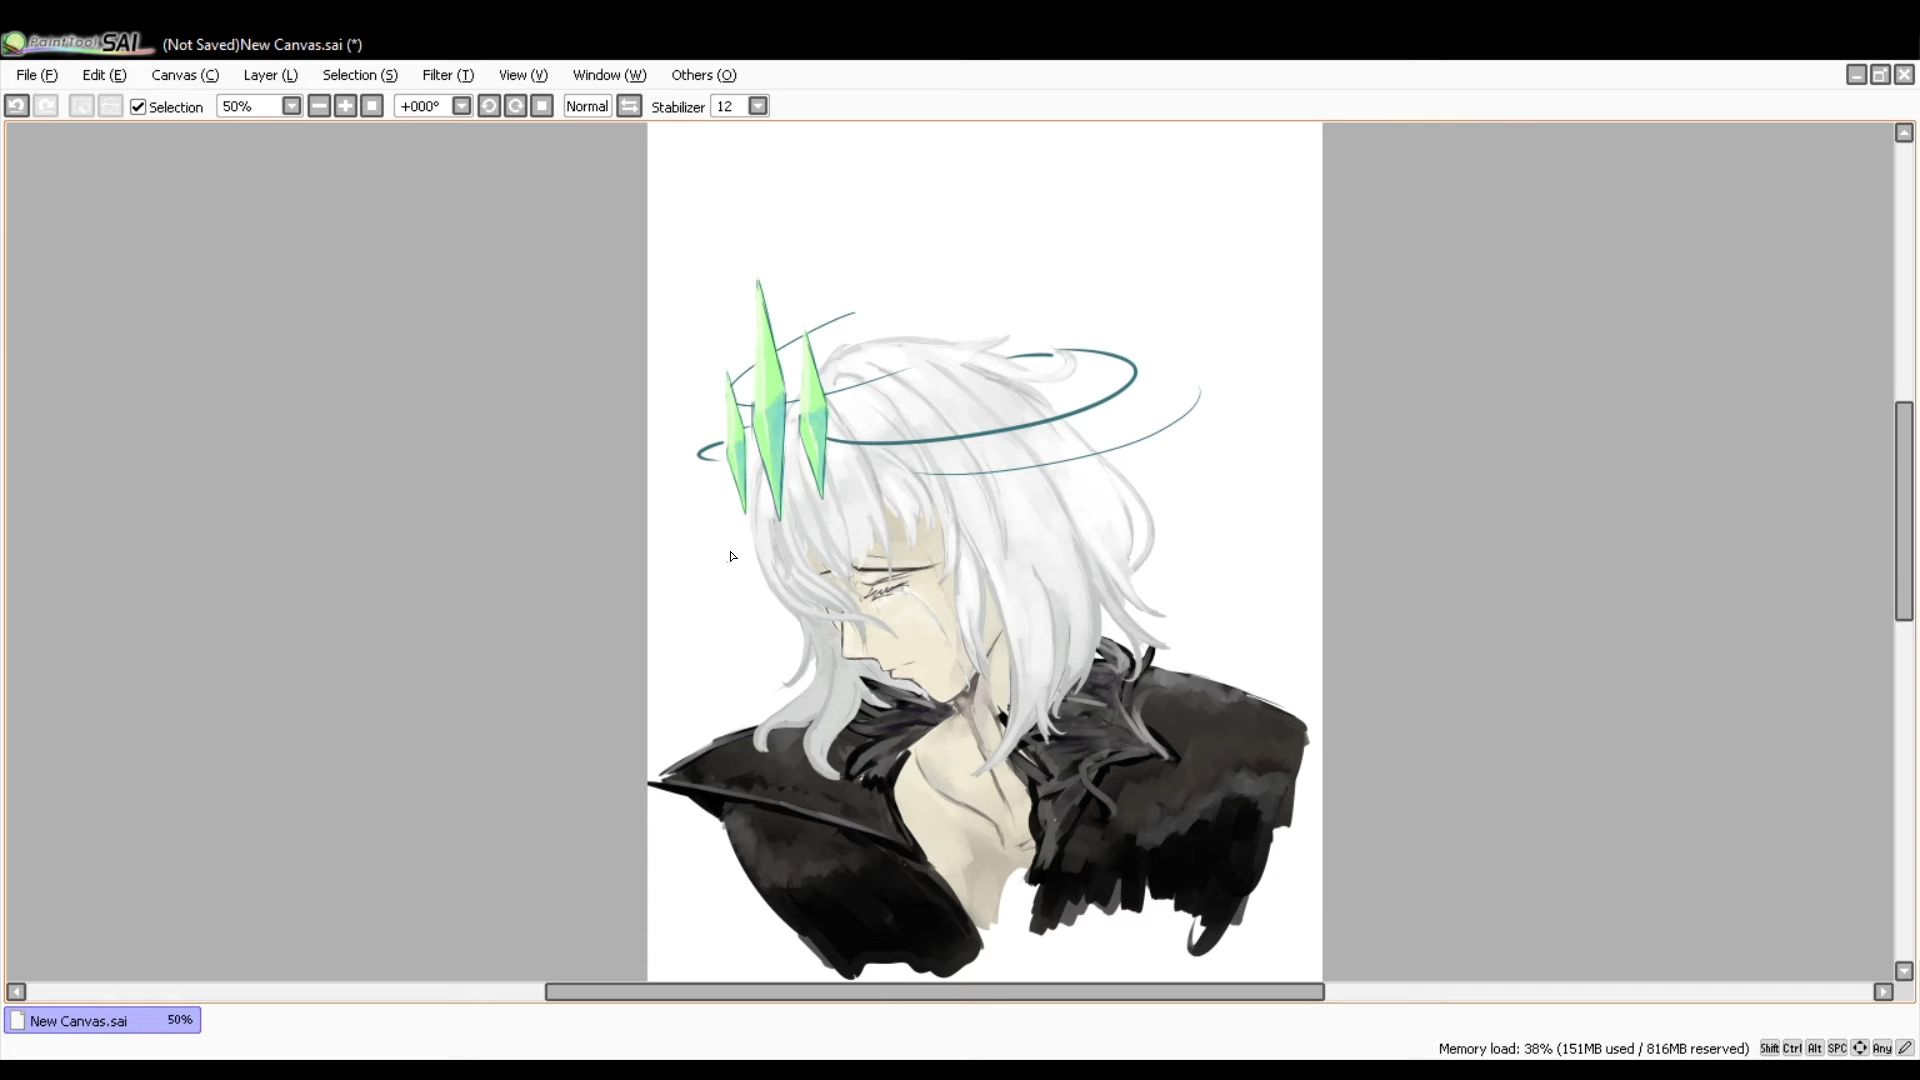 PaintTool SAI (Not Saved)New Canvas.sai (*)
File (F) Edit (E) Canvas (C) Layer (L) Selection (S) Filter (T) View (V) Window (W) Others (O)
Selection 50% +000° Normal Stabilizer 12
New Canvas.sai 50%
Memory load: 38% (151MB used / 816MB reserved) Shift Ctrl Alt SPC Any